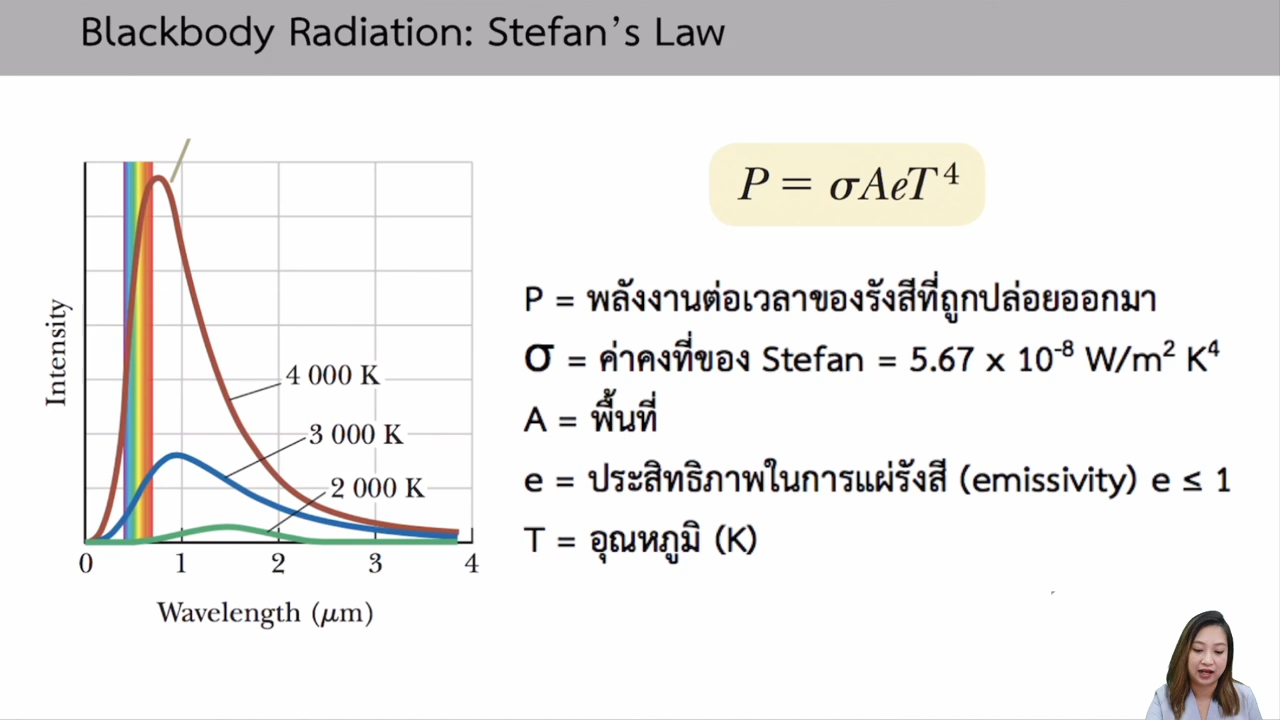 Blackbody Radiation: Stefan's Law
P = σAeT⁴
P = พลังงานต่อเวลาของรังสีที่ถูกปล่อยออกมา
σ = ค่าคงที่ของ Stefan = 5.67 x 10⁻⁸ W/m² K⁴
A = พื้นที่
e = ประสิทธิภาพในการแผ่รังสี (emissivity) e ≤ 1
T = อุณหภูมิ (K)
Intensity
4 000 K
3 000 K
2 000 K
0 1 2 3 4
Wavelength (μm)